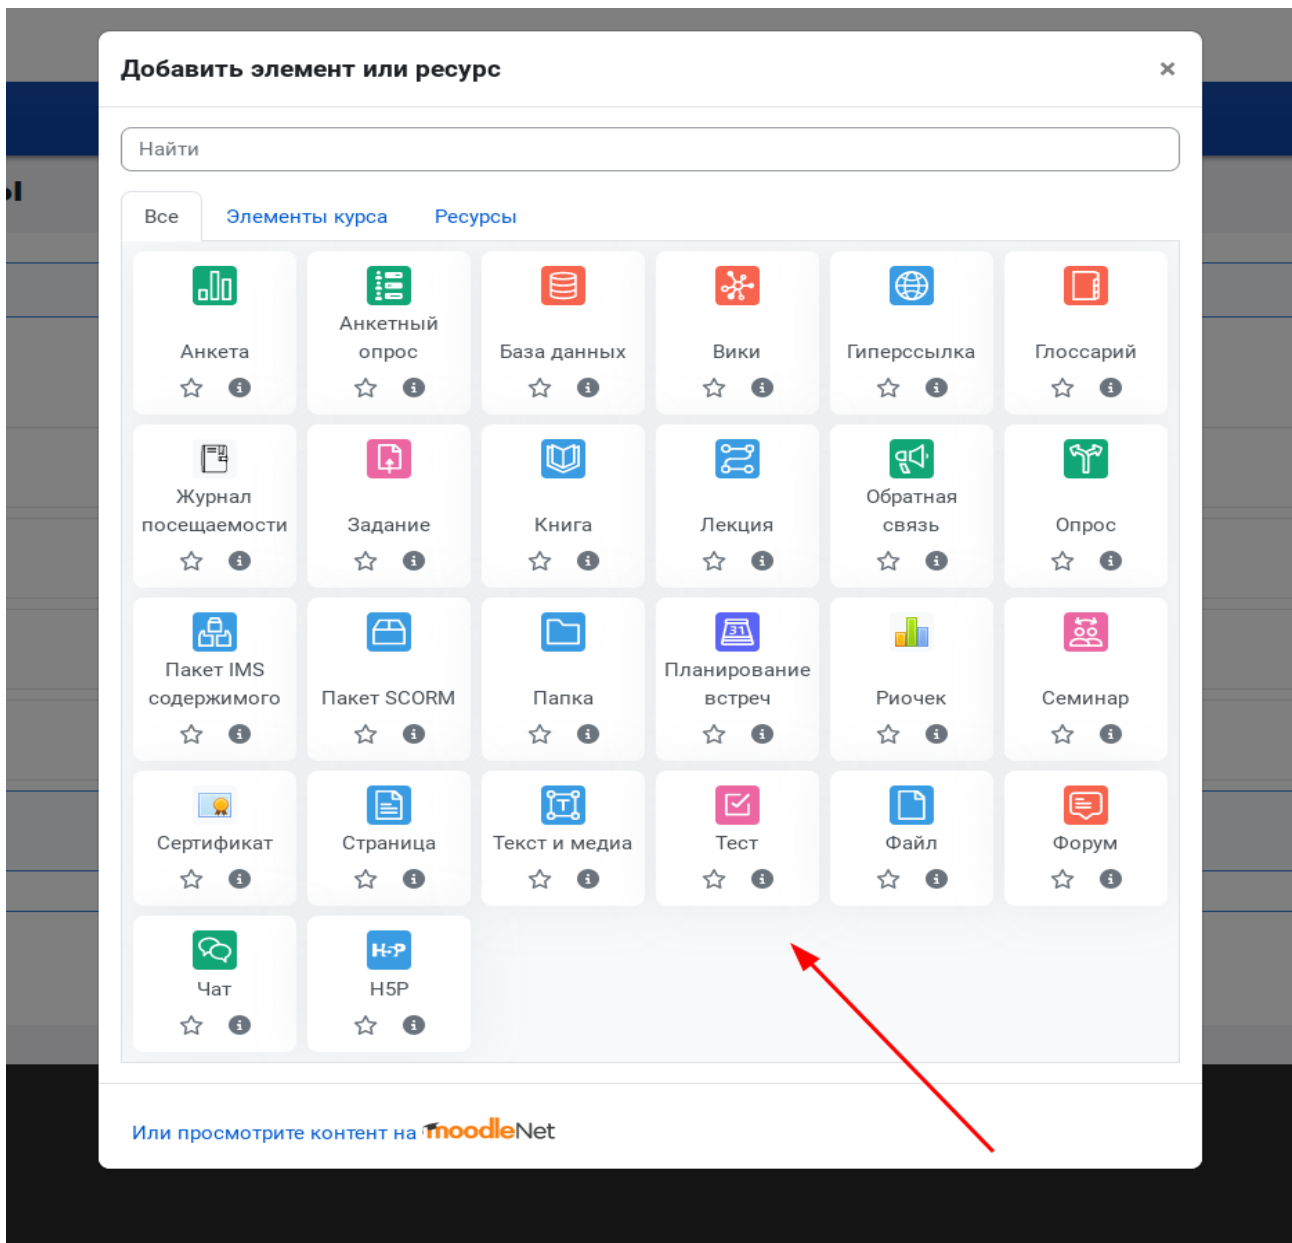 Добавить элемент или ресурс
×
Найти
ы
Все Элементы курса Ресурсы
Анкета
Анкетный
опрос
База данных
Вики
Гиперссылка
Глоссарий
Журнал
посещаемости
Задание
Книга
Лекция
Обратная
связь
Опрос
Пакет IMS
содержимого
Пакет SCORM
Папка
31
Планирование
встреч
Риочек
Семинар
Сертификат
Страница
T
Текст и медиа
Тест
Файл
Форум
Чат
H5P
H5P
Или просмотрите контент на moodleNet